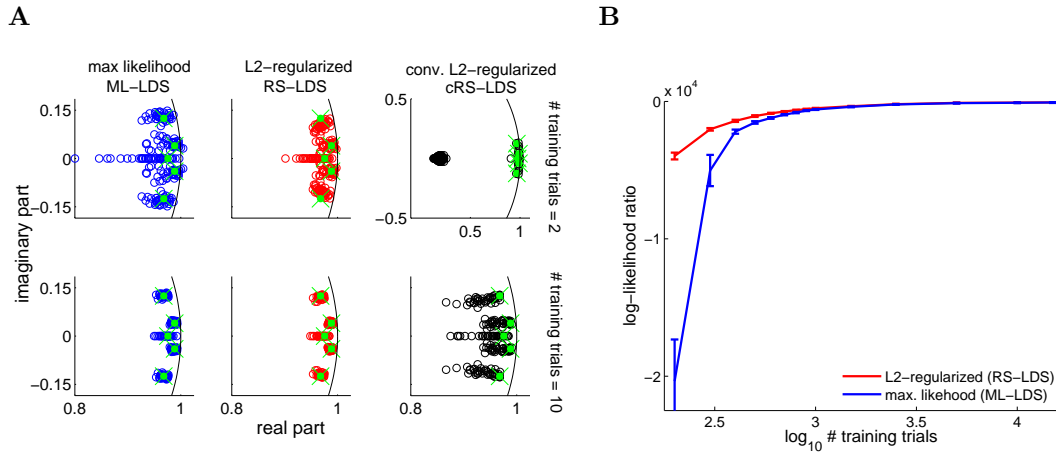 A
B
max likelihood
ML-LDS
L2-regularized
RS-LDS
conv. L2-regularized
cRS-LDS
0.15
0
-0.15
0.5
0
-0.5
0.5 1
# training trials = 2
0.15
0
-0.15
0.8 1
0.8 1
0.8 1
# training trials = 10
imaginary part
real part
x 10^4
0
-1
-2
log-likelihood ratio
L2-regularized (RS-LDS)
max. likehood (ML-LDS)
2.5 3 3.5 4
log10 # training trials